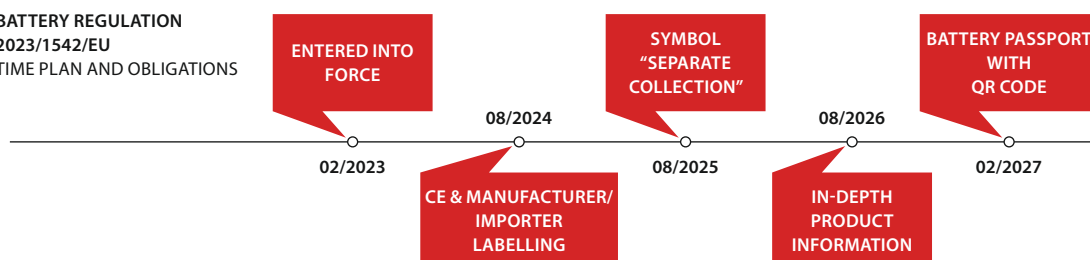 BATTERY REGULATION
2023/1542/EU
TIME PLAN AND OBLIGATIONS
ENTERED INTO
FORCE
02/2023
08/2024
CE & MANUFACTURER/
IMPORTER
LABELLING
SYMBOL
“SEPARATE
COLLECTION”
08/2025
08/2026
IN-DEPTH
PRODUCT
INFORMATION
BATTERY PASSPORT
WITH
QR CODE
02/2027